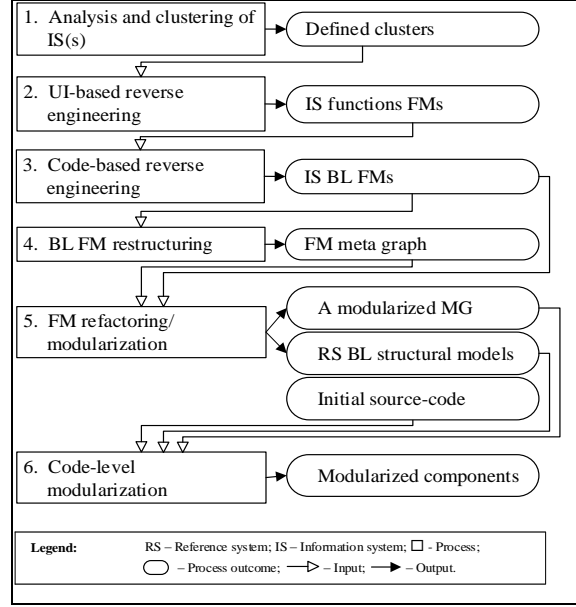 1. Analysis and clustering of
IS(s)
Defined clusters
2. UI-based reverse
engineering
IS functions FMs
3. Code-based reverse
engineering
IS BL FMs
4. BL FM restructuring
FM meta graph
5. FM refactoring/
modularization
A modularized MG
RS BL structural models
Initial source-code
6. Code-level
modularization
Modularized components
Legend:
RS – Reference system; IS – Information system; - Process;
– Process outcome; – Input; – Output.